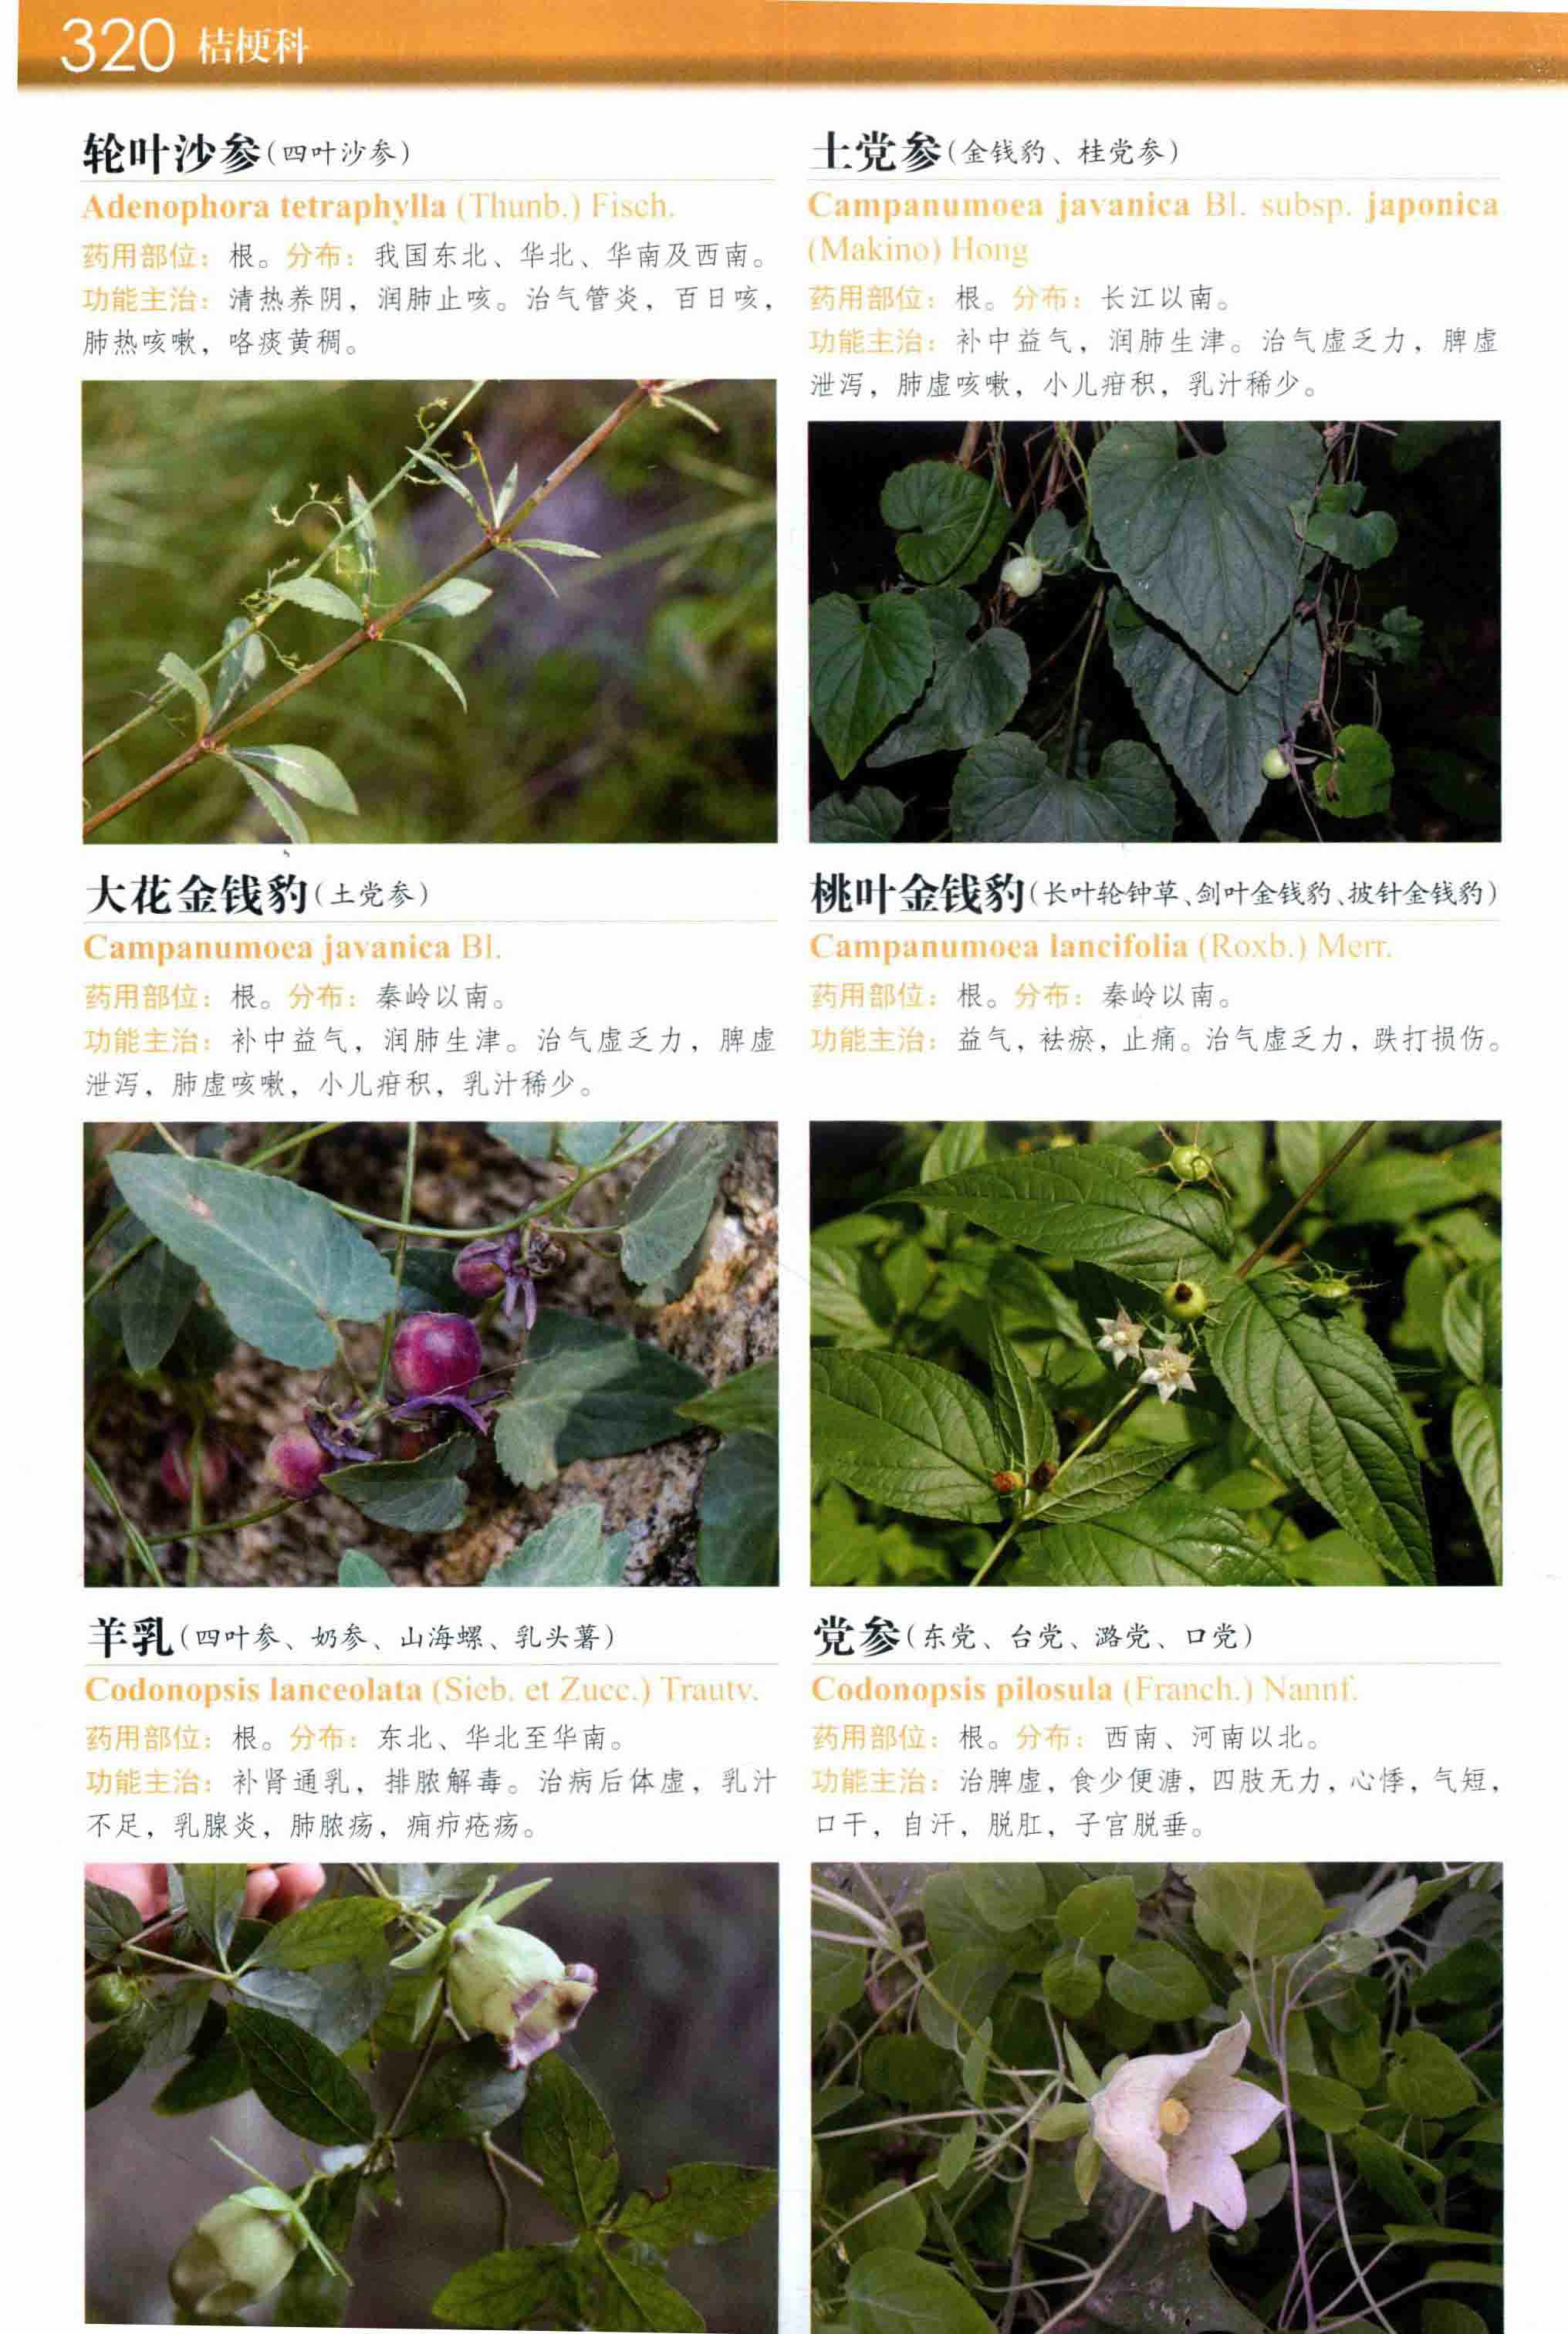 320 桔梗科
轮叶沙参(四叶沙参)
Adenophora tetraphylla (Thunb.) Fisch.
药用部位：根。分布：我国东北、华北、华南及西南。
功能主治：清热养阴，润肺止咳。治气管炎，百日咳，
肺热咳嗽，咯痰黄稠。
土党参(金钱豹、桂党参)
Campanumoea javanica Bl. subsp. japonica
(Makino) Hong
药用部位：根。分布：长江以南。
功能主治：补中益气，润肺生津。治气虚乏力，脾虚
泄泻，肺虚咳嗽，小儿疳积，乳汁稀少。
大花金钱豹(土党参)
Campanumoea javanica Bl.
药用部位：根。分布：秦岭以南。
功能主治：补中益气，润肺生津。治气虚乏力，脾虚
泄泻，肺虚咳嗽，小儿疳积，乳汁稀少。
桃叶金钱豹(长叶轮钟草、剑叶金钱豹、披针金钱豹)
Campanumoea lancifolia (Roxb.) Merr.
药用部位：根。分布：秦岭以南。
功能主治：益气，祛瘀，止痛。治气虚乏力，跌打损伤。
羊乳(四叶参、奶参、山海螺、乳头薯)
Codonopsis lanceolata (Sieb. et Zucc.) Trautv.
药用部位：根。分布：东北、华北至华南。
功能主治：补肾通乳，排脓解毒。治病后体虚，乳汁
不足，乳腺炎，肺脓疡，痈疖疮疡。
党参(东党、台党、潞党、口党)
Codonopsis pilosula (Franch.) Nannf.
药用部位：根。分布：西南、河南以北。
功能主治：治脾虚，食少便溏，四肢无力，心悸，气短，
口干，自汗，脱肛，子宫脱垂。